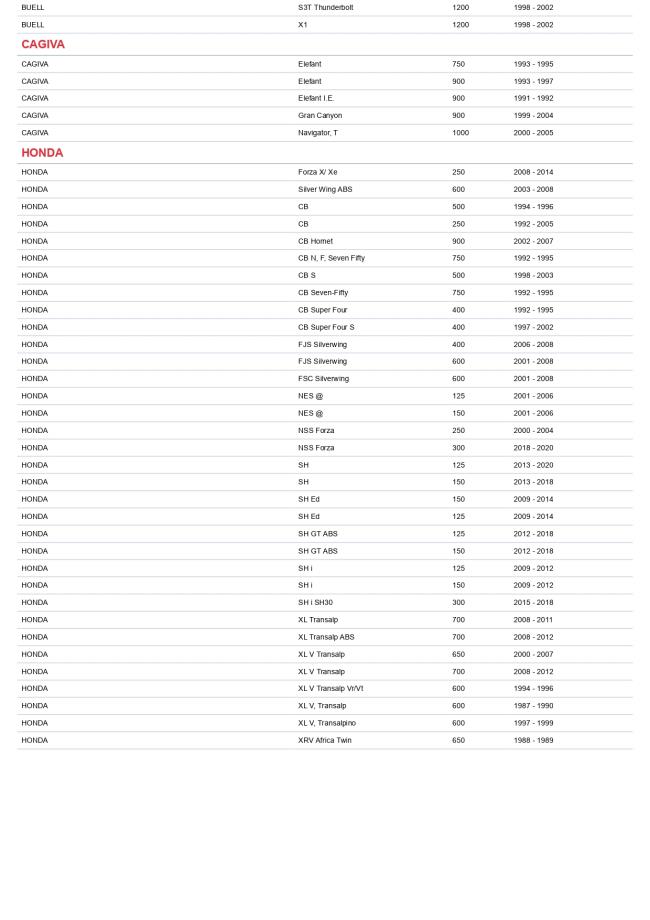 BUELL S3T Thunderbolt 1200 1998 - 2002
BUELL X1 1200 1998 - 2002
CAGIVA
CAGIVA Elefant 750 1993 - 1995
CAGIVA Elefant 900 1993 - 1997
CAGIVA Elefant I.E. 900 1991 - 1992
CAGIVA Gran Canyon 900 1999 - 2004
CAGIVA Navigator, T 1000 2000 - 2005
HONDA
HONDA Forza X/ Xe 250 2008 - 2014
HONDA Silver Wing ABS 600 2003 - 2008
HONDA CB 500 1994 - 1996
HONDA CB 250 1992 - 2005
HONDA CB Hornet 900 2002 - 2007
HONDA CB N, F, Seven Fifty 750 1992 - 1995
HONDA CB S 500 1998 - 2003
HONDA CB Seven-Fifty 750 1992 - 1995
HONDA CB Super Four 400 1992 - 1995
HONDA CB Super Four S 400 1997 - 2002
HONDA FJS Silverwing 400 2006 - 2008
HONDA FJS Silverwing 600 2001 - 2008
HONDA FSC Silverwing 600 2001 - 2008
HONDA NES @ 125 2001 - 2006
HONDA NES @ 150 2001 - 2006
HONDA NSS Forza 250 2000 - 2004
HONDA NSS Forza 300 2018 - 2020
HONDA SH 125 2013 - 2020
HONDA SH 150 2013 - 2018
HONDA SH Ed 150 2009 - 2014
HONDA SH Ed 125 2009 - 2014
HONDA SH GT ABS 125 2012 - 2018
HONDA SH GT ABS 150 2012 - 2018
HONDA SH i 125 2009 - 2012
HONDA SH i 150 2009 - 2012
HONDA SH i SH30 300 2015 - 2018
HONDA XL Transalp 700 2008 - 2011
HONDA XL Transalp ABS 700 2008 - 2012
HONDA XL V Transalp 650 2000 - 2007
HONDA XL V Transalp 700 2008 - 2012
HONDA XL V Transalp Vr/Vt 600 1994 - 1996
HONDA XL V, Transalp 600 1987 - 1990
HONDA XL V, Transalpino 600 1997 - 1999
HONDA XRV Africa Twin 650 1988 - 1989